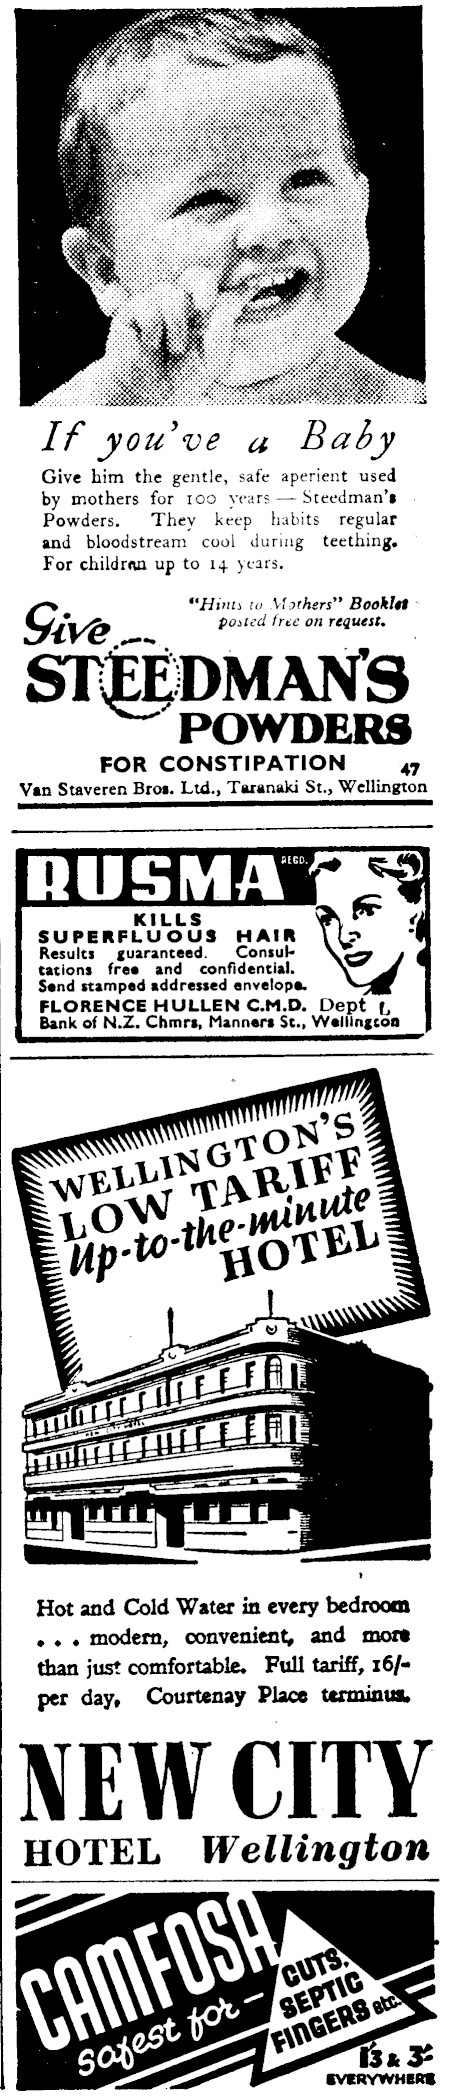 If you've a Baby
Give him the gentle, safe aperient used
by mothers for 100 years — Steedman's
Powders. They keep habits regular
and bloodstream cool during teething.
For children up to 14 years.
"Hints to Mothers" Booklet
posted free on request.
Give
STEEDMAN'S
POWDERS
FOR CONSTIPATION 47
Van Staveren Bros. Ltd., Taranaki St., Wellington
RUSMA REGD.
KILLS
SUPERFLUOUS HAIR
Results guaranteed. Consul-
tations free and confidential.
Send stamped addressed envelope.
FLORENCE HULLEN C.M.D. Dept
Bank of N.Z. Chmrs, Manners St., Wellington
WELLINGTON'S
LOW TARIFF
Up-to-the-minute
HOTEL
NEW CITY HOTEL
Hot and Cold Water in every bedroom
... modern, convenient, and more
than just comfortable. Full tariff, 16/-
per day. Courtenay Place terminus.
NEW CITY
HOTEL Wellington
CAMFOSA
safest for—
CUTS,
SEPTIC
FINGERS etc.
1'3 & 3'-
EVERYWHERE